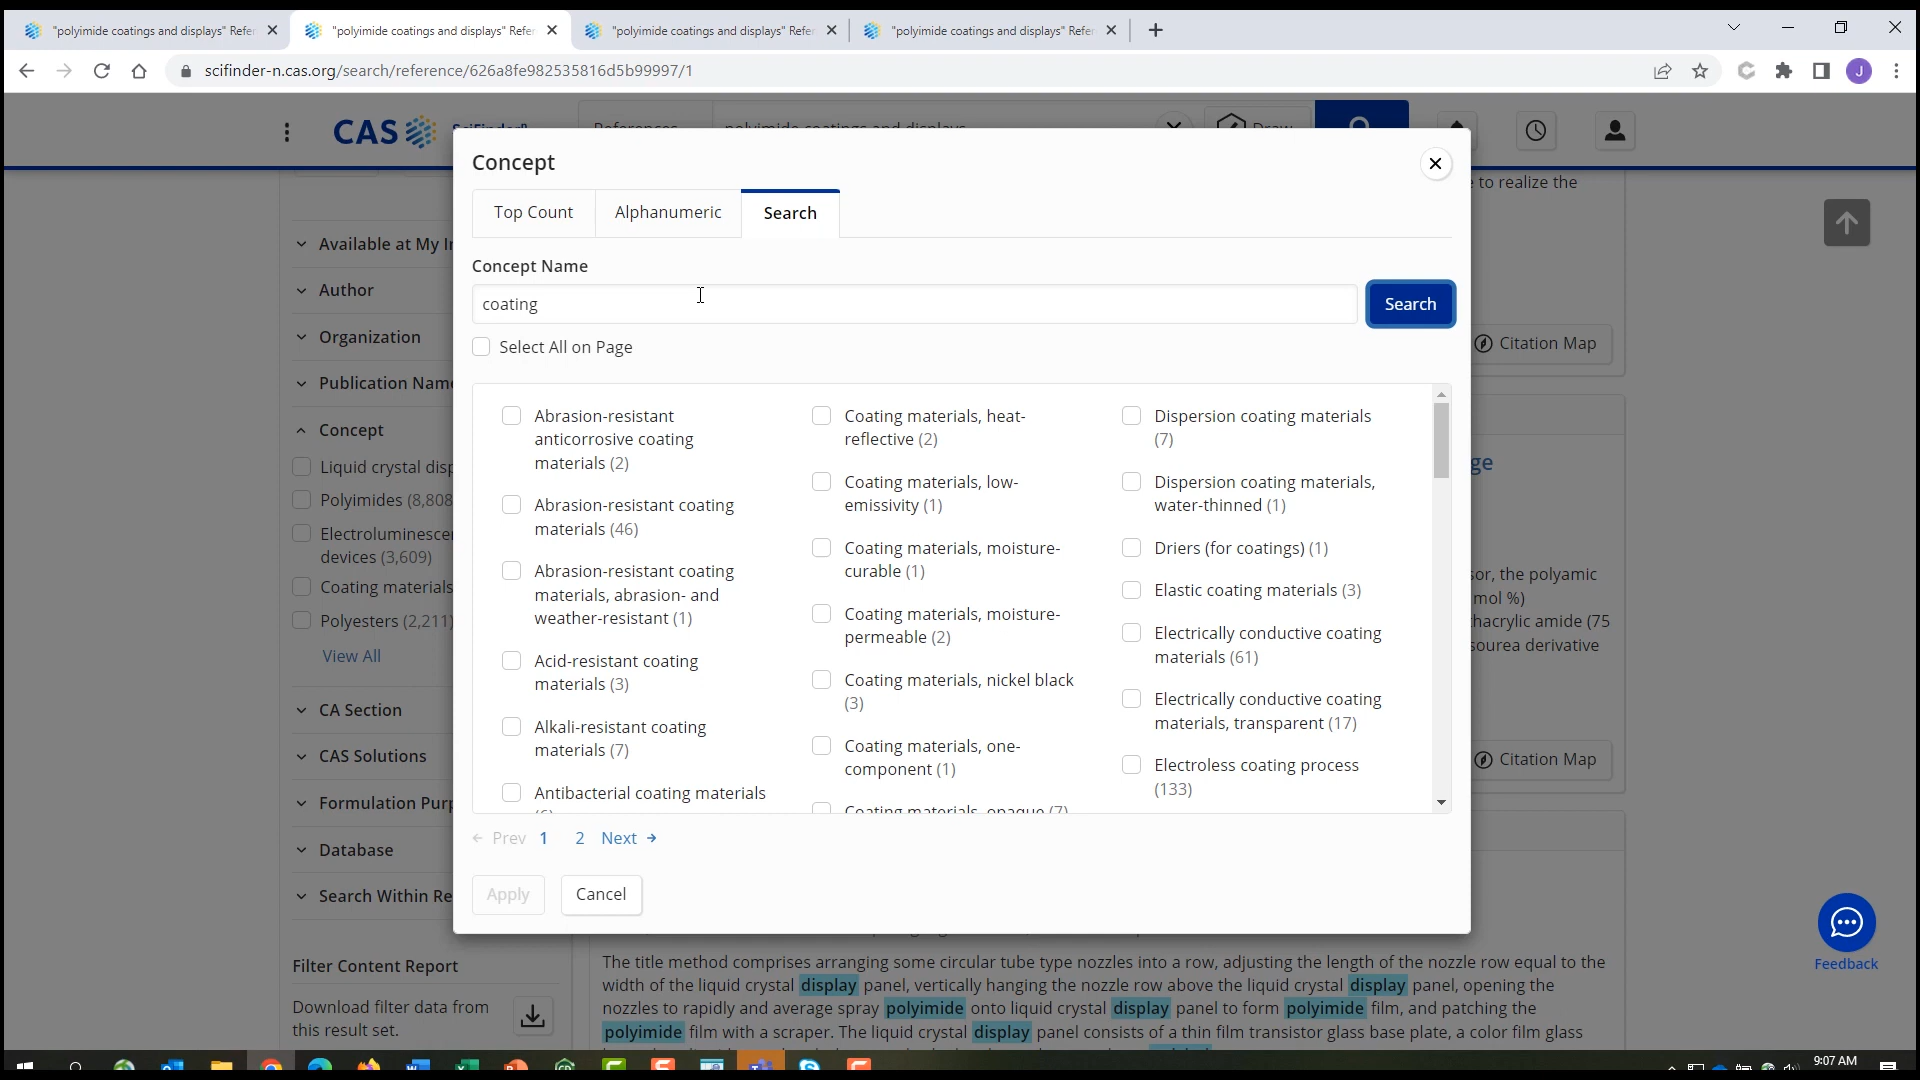 "polyimide coatings and displays" Refer
"polyimide coatings and displays" Refer
"polyimide coatings and displays" Refer
"polyimide coatings and displays" Refer
scifinder-n.cas.org/search/reference/626a8fe982535816d5b99997/1
J
CAS
SciFinder
References
polyimide coatings and displays
Draw
Available at My In
Author
Organization
Publication Name
Concept
Liquid crystal disp
Polyimides (8,808
Electroluminescen
devices (3,609)
Coating materials
Polyesters (2,211)
View All
CA Section
CAS Solutions
Formulation Purp
Database
Search Within Re
Filter Content Report
Download filter data from
this result set.
Concept
Top Count
Alphanumeric
Search
Concept Name
coating
Search
Select All on Page
Abrasion-resistant
anticorrosive coating
materials (2)
Abrasion-resistant coating
materials (46)
Abrasion-resistant coating
materials, abrasion- and
weather-resistant (1)
Acid-resistant coating
materials (3)
Alkali-resistant coating
materials (7)
Antibacterial coating materials
Coating materials, heat-
reflective (2)
Coating materials, low-
emissivity (1)
Coating materials, moisture-
curable (1)
Coating materials, moisture-
permeable (2)
Coating materials, nickel black
(3)
Coating materials, one-
component (1)
Coating materials, opaque (7)
Dispersion coating materials
(7)
Dispersion coating materials,
water-thinned (1)
Driers (for coatings) (1)
Elastic coating materials (3)
Electrically conductive coating
materials (61)
Electrically conductive coating
materials, transparent (17)
Electroless coating process
(133)
Prev 1 2 Next
Apply
Cancel
to realize the
Citation Map
ge
sor, the polyamic
mol %)
hacrylic amide (75
sourea derivative
Citation Map
Feedback
The title method comprises arranging some circular tube type nozzles into a row, adjusting the length of the nozzle row equal to the
width of the liquid crystal display panel, vertically hanging the nozzle row above the liquid crystal display panel, opening the
nozzles to rapidly and average spray polyimide onto liquid crystal display panel to form polyimide film, and patching the
polyimide film with a scraper. The liquid crystal display panel consists of a thin film transistor glass base plate, a color film glass
9:07 AM